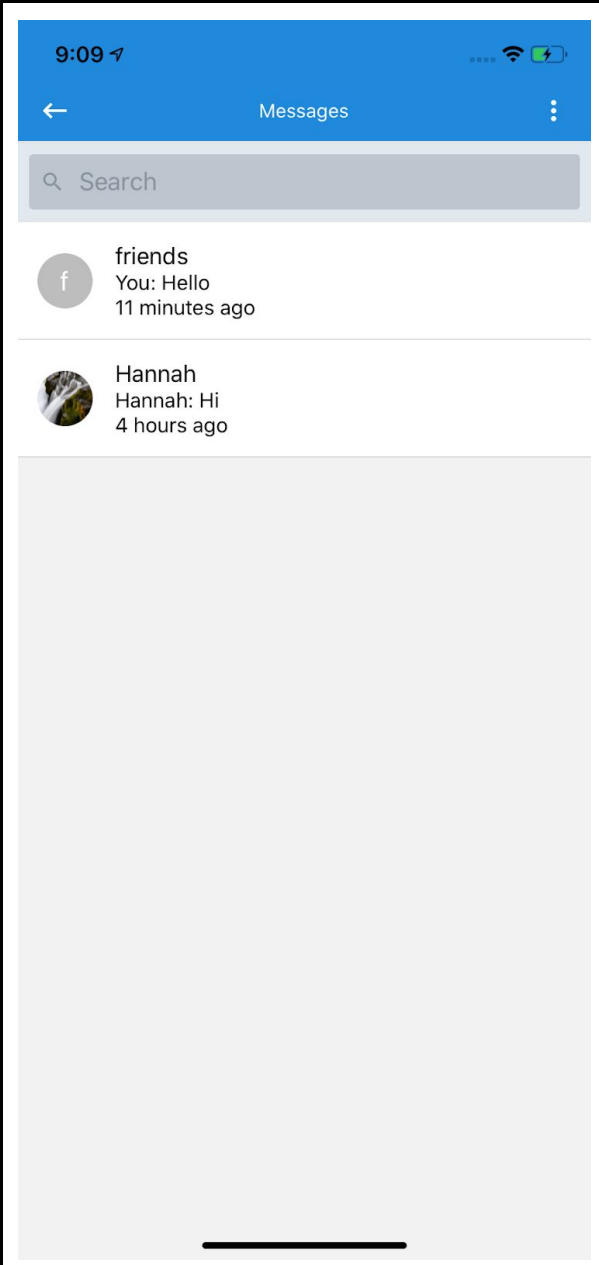 9:09
Messages
Search
friends
f
You: Hello
11 minutes ago
Hannah
Hannah: Hi
4 hours ago